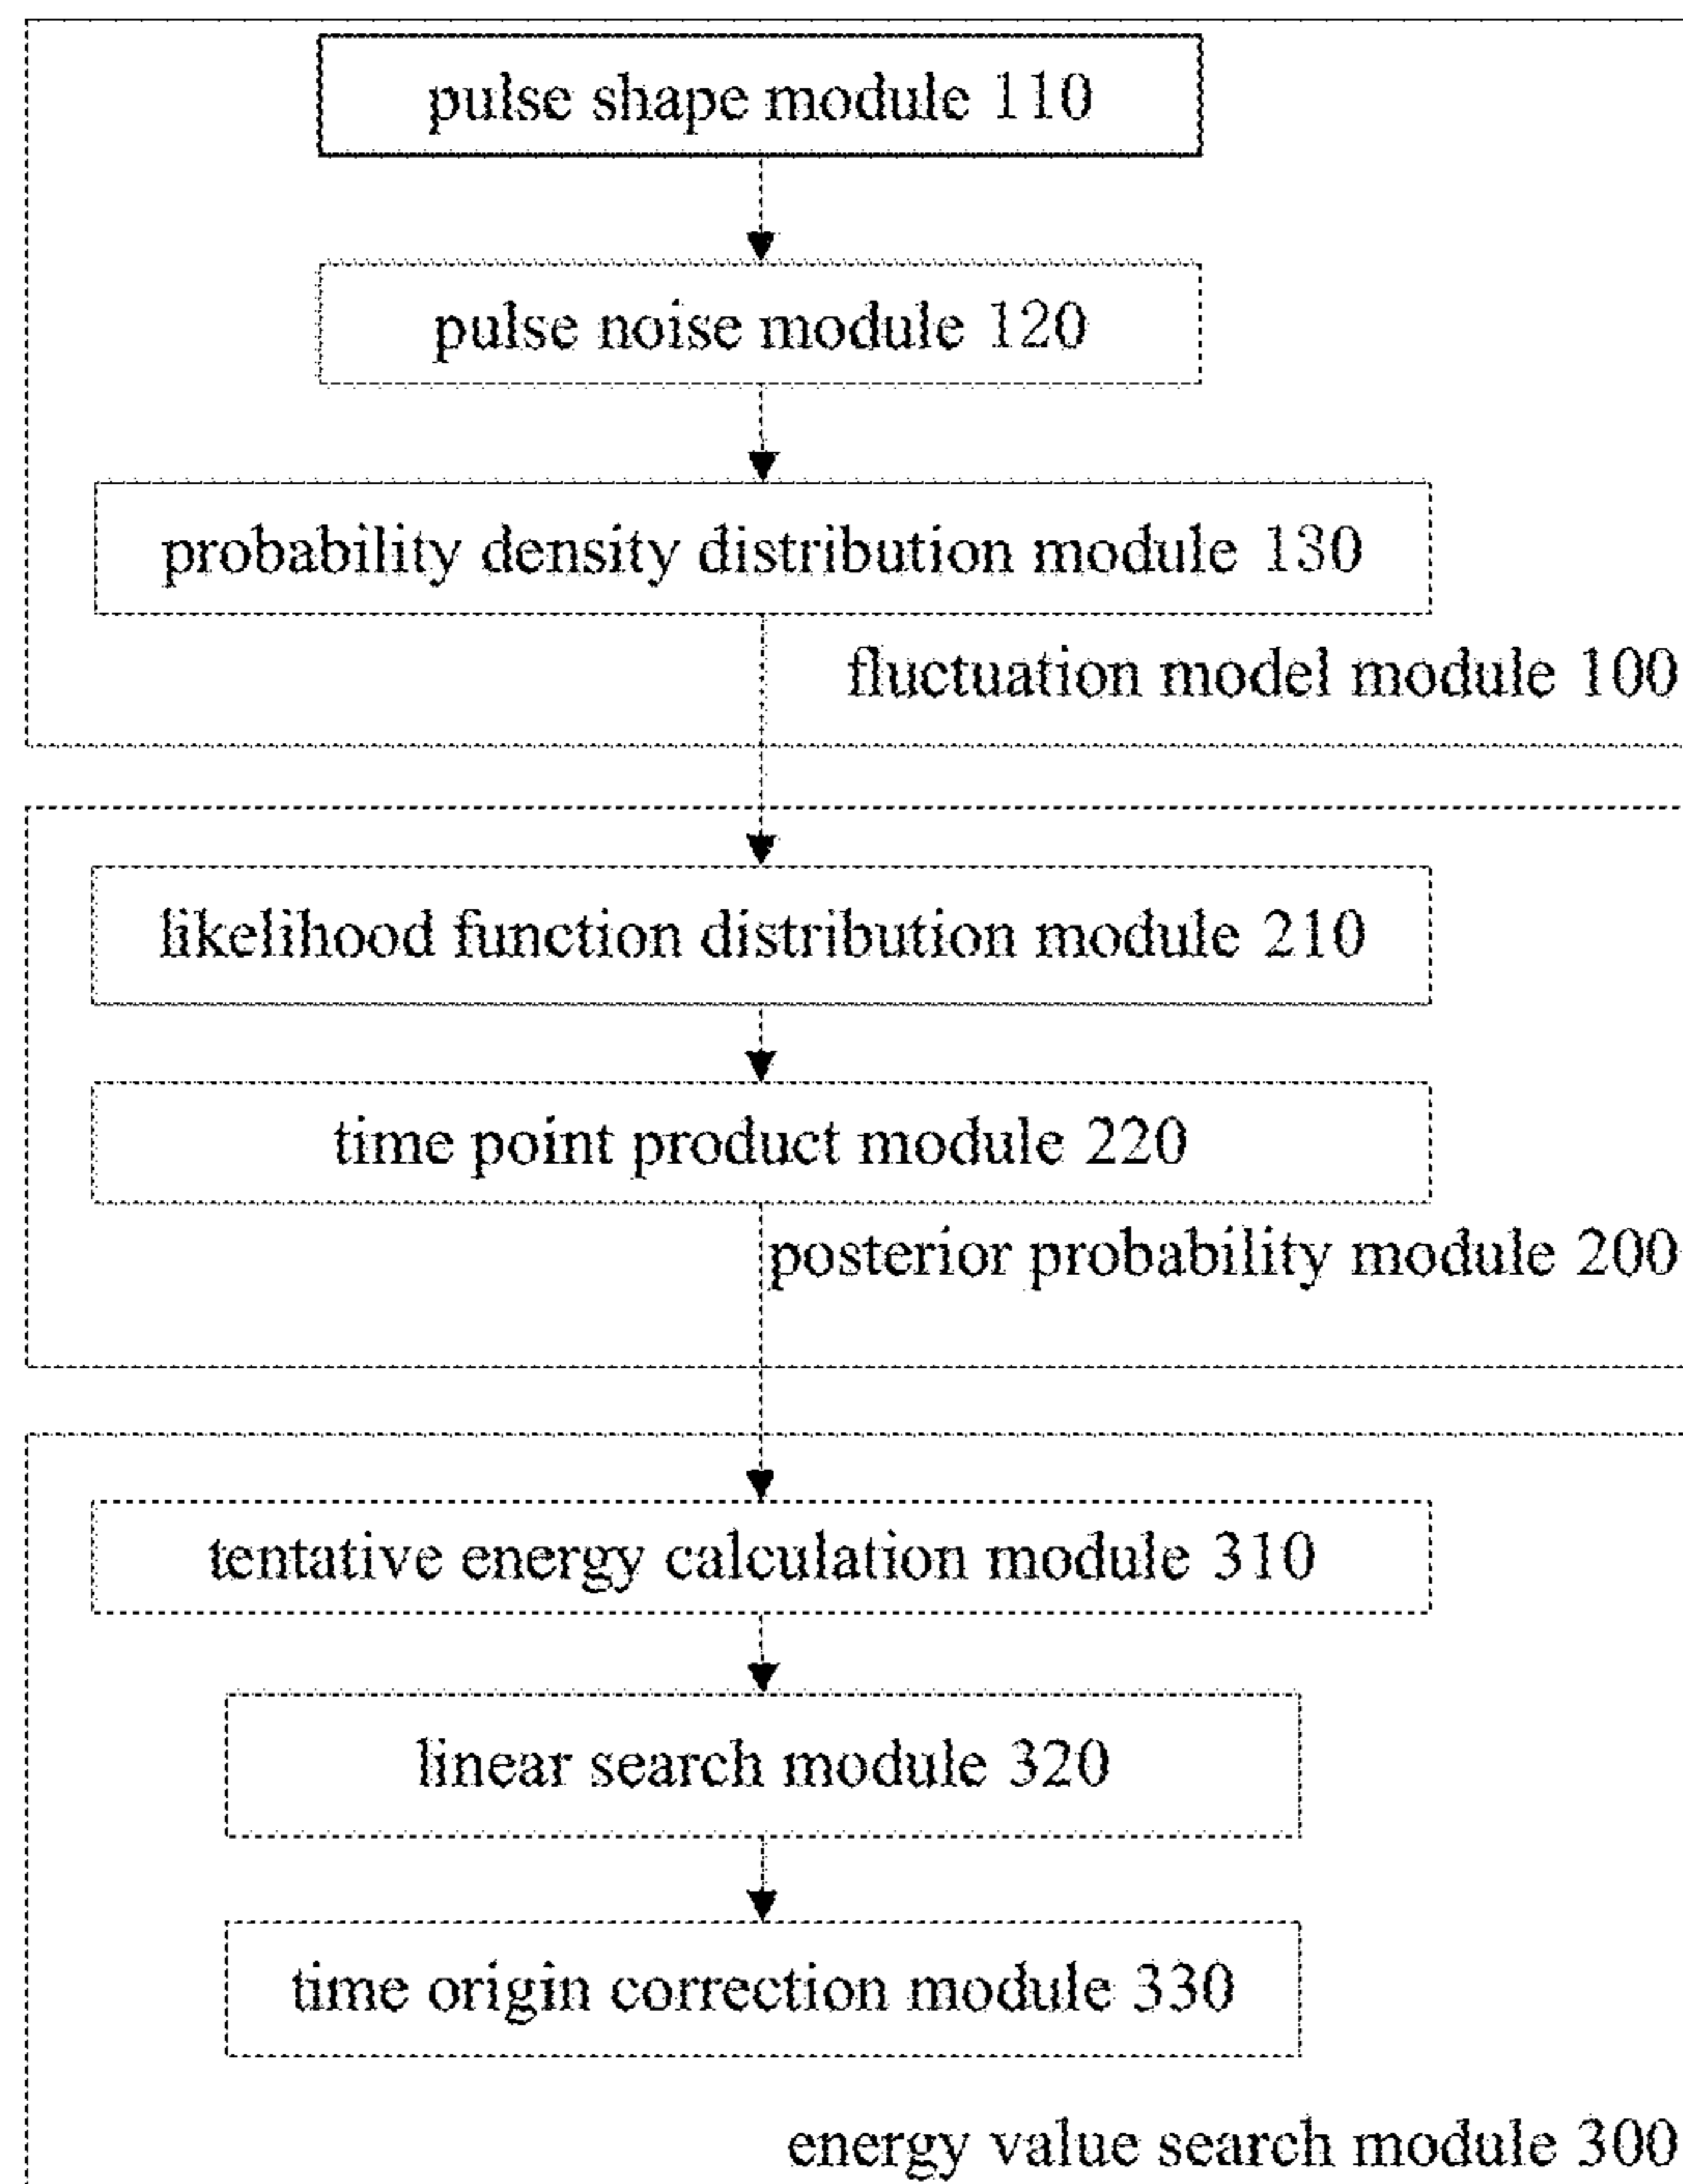 pulse shape module 110
pulse noise module 120
probability density distribution module 130
fluctuation model module 100
likelihood function distribution module 210
time point product module 220
posterior probability module 200
tentative energy calculation module 310
linear search module 320
time origin correction module 330
energy value search module 300